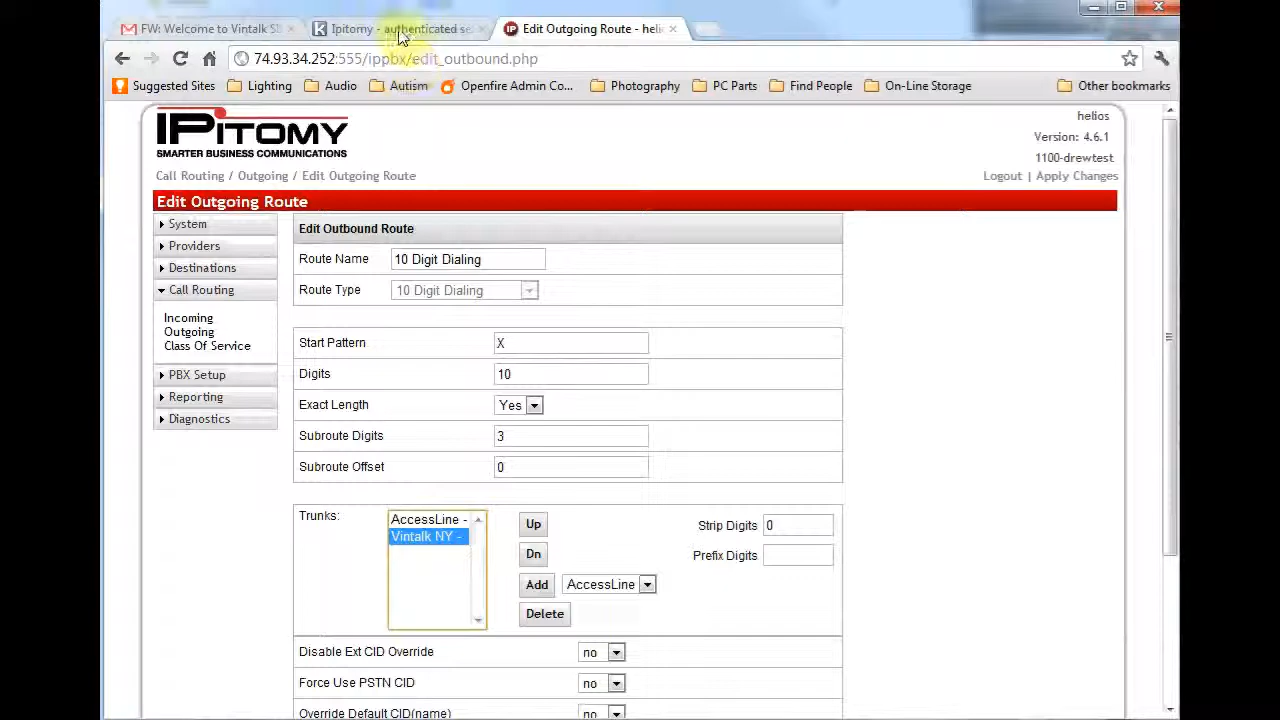 FW: Welcome to Vintalk SI
Ipitomy - authenticated se
Edit Outgoing Route - heli
74.93.34.252:555/ippbx/edit_outbound.php
Suggested Sites Lighting Audio Autism Openfire Admin Co... Photography PC Parts Find People On-Line Storage Other bookmarks
IPITOMY
SMARTER BUSINESS COMMUNICATIONS
helios
Version: 4.6.1
1100-drewtest
Call Routing / Outgoing / Edit Outgoing Route
Logout | Apply Changes
Edit Outgoing Route
System
Providers
Destinations
Call Routing
Incoming
Outgoing
Class Of Service
PBX Setup
Reporting
Diagnostics
Edit Outbound Route
Route Name 10 Digit Dialing
Route Type 10 Digit Dialing
Start Pattern X
Digits 10
Exact Length Yes
Subroute Digits 3
Subroute Offset 0
Trunks:
AccessLine -
Vintalk NY -
Up
Dn
Add AccessLine
Delete
Strip Digits 0
Prefix Digits
Disable Ext CID Override no
Force Use PSTN CID no
Override Default CID(name) no